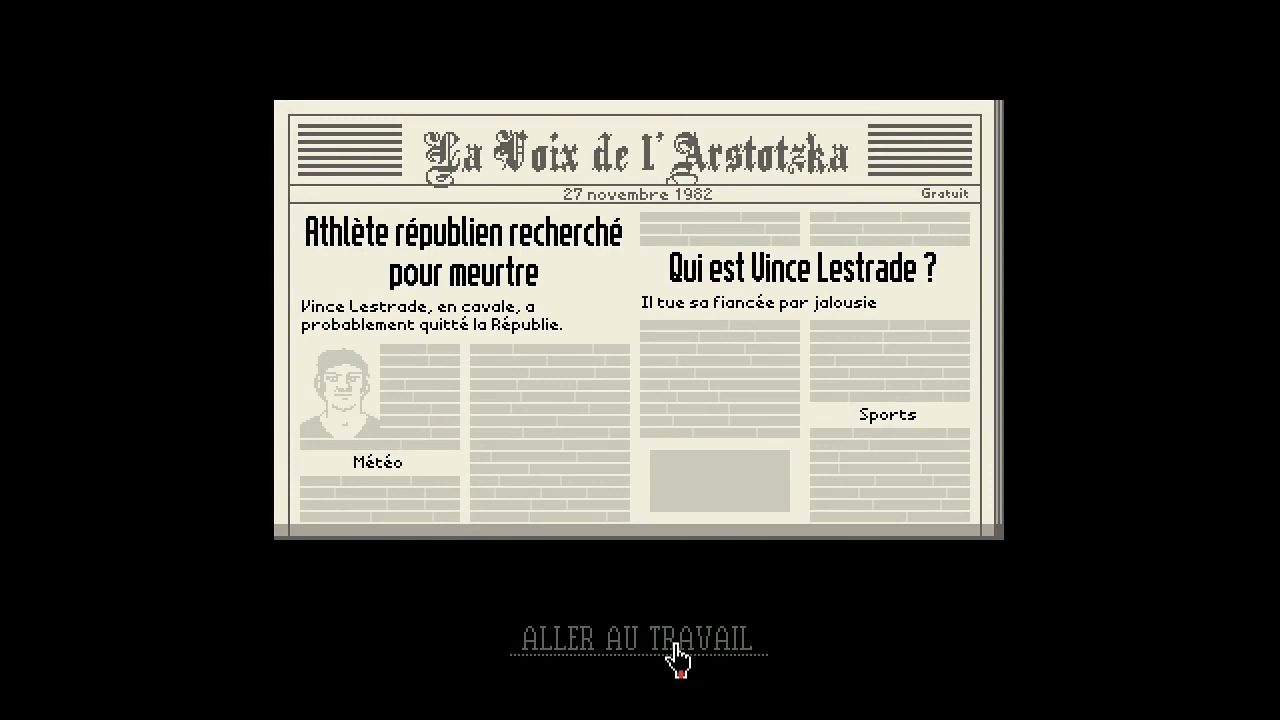 La Voix de l'Arstotzka
27 novembre 1982
Gratuit
Athlète républien recherché
pour meurtre
Vince Lestrade, en cavale, a
probablement quitté la Républie.
Météo
Qui est Vince Lestrade ?
Il tue sa fiancée par jalousie
Sports
ALLER AU TRAVAIL